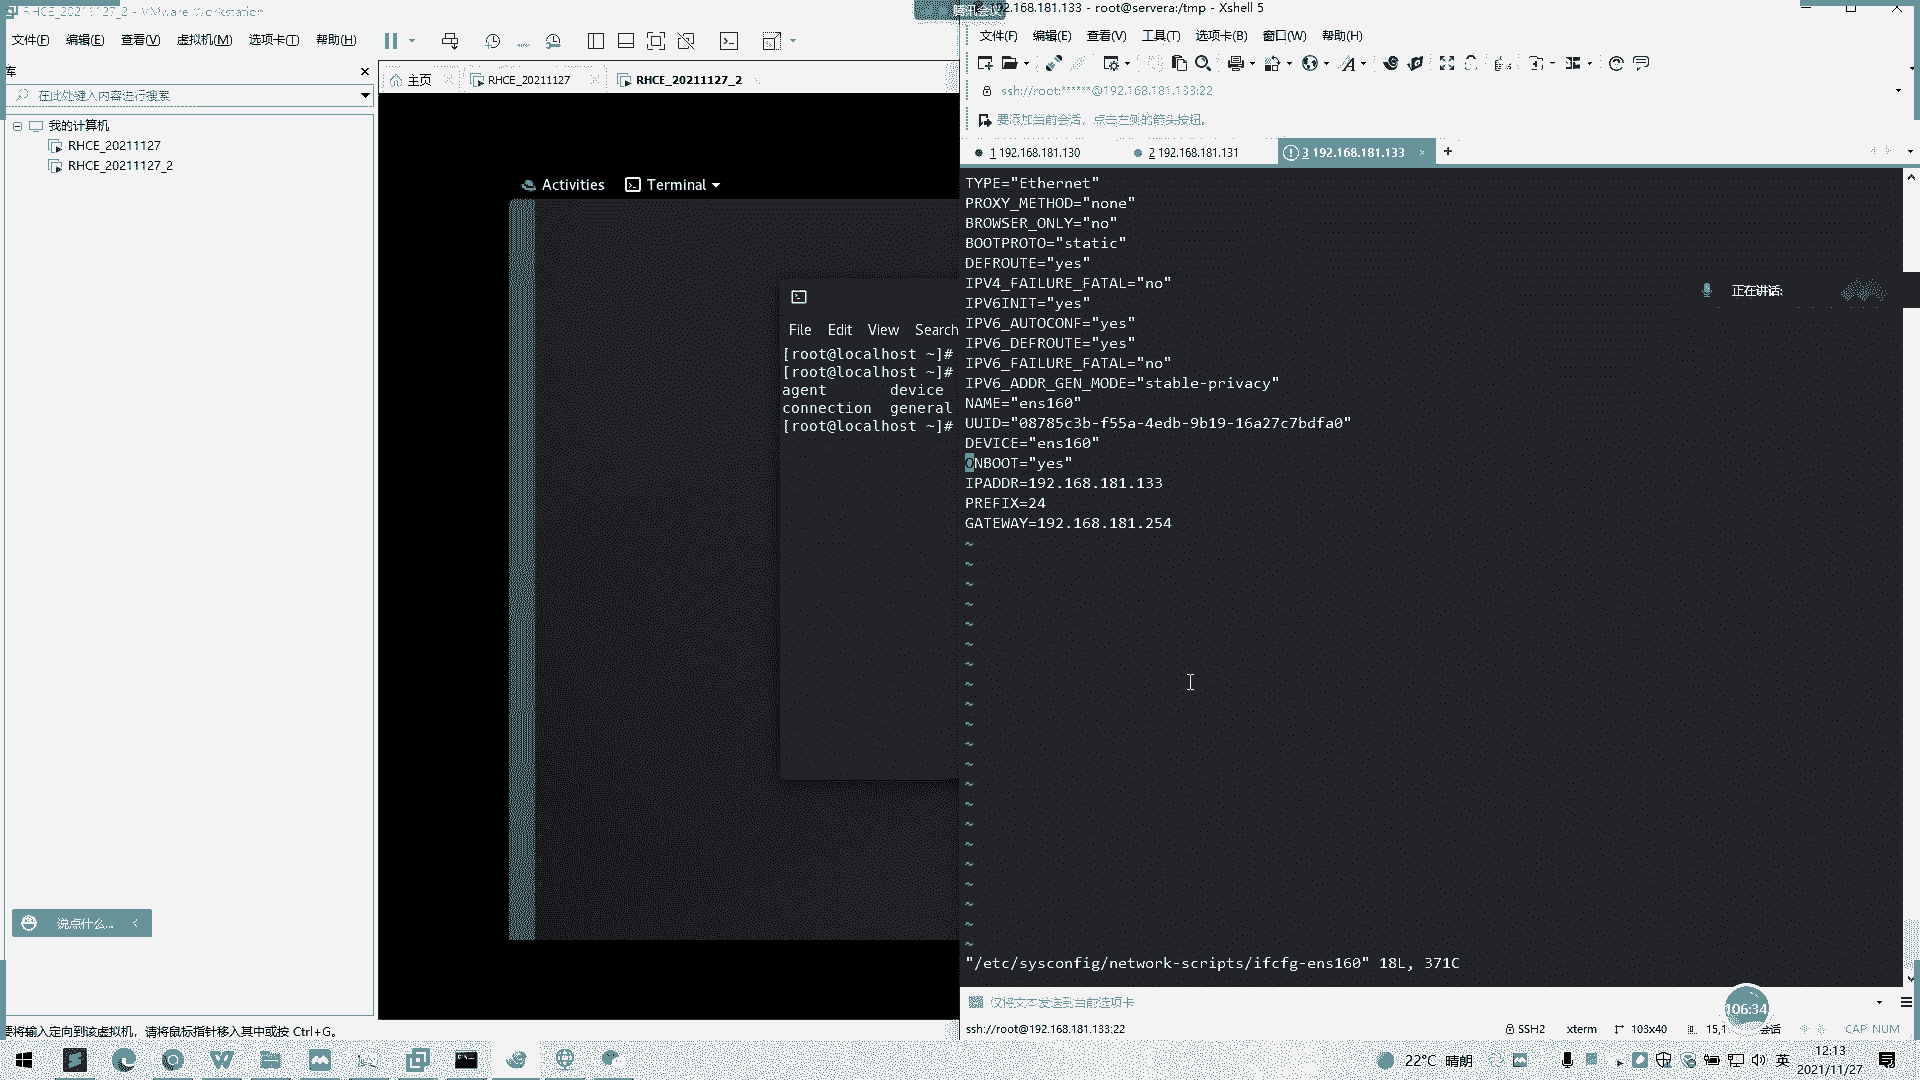 RHCE_20211127_2 - VMware Workstation
文件(F) 编辑(E) 查看(V) 虚拟机(M) 选项卡(T) 帮助(H)
库
在此处键入内容进行搜索
我的计算机
RHCE_20211127
RHCE_20211127_2
主页 RHCE_20211127 RHCE_20211127_2
Activities Terminal
File Edit View Search
[root@localhost ~]#
[root@localhost ~]#
agent device
connection general
[root@localhost ~]#
说点什么...
要将输入定向到该虚拟机，请将鼠标指针移入其中或按 Ctrl+G。
腾讯会议
192.168.181.133 - root@servera:/tmp - Xshell 5
文件(F) 编辑(E) 查看(V) 工具(T) 选项卡(B) 窗口(W) 帮助(H)
ssh://root:******@192.168.181.133:22
要添加当前会话，点击左侧的箭头按钮。
1 192.168.181.130 2 192.168.181.131 3 192.168.181.133
TYPE="Ethernet"
PROXY_METHOD="none"
BROWSER_ONLY="no"
BOOTPROTO="static"
DEFROUTE="yes"
IPV4_FAILURE_FATAL="no"
IPV6INIT="yes"
IPV6_AUTOCONF="yes"
IPV6_DEFROUTE="yes"
IPV6_FAILURE_FATAL="no"
IPV6_ADDR_GEN_MODE="stable-privacy"
NAME="ens160"
UUID="08785c3b-f55a-4edb-9b19-16a27c7bdfa0"
DEVICE="ens160"
ONBOOT="yes"
IPADDR=192.168.181.133
PREFIX=24
GATEWAY=192.168.181.254
"/etc/sysconfig/network-scripts/ifcfg-ens160" 18L, 371C
正在讲话:
仅将文本发送到当前选项卡
106:34
ssh://root@192.168.181.133:22 SSH2 xterm 103x40 15,1 会话 CAP NUM
22°C 晴朗 英 12:13
2021/11/27